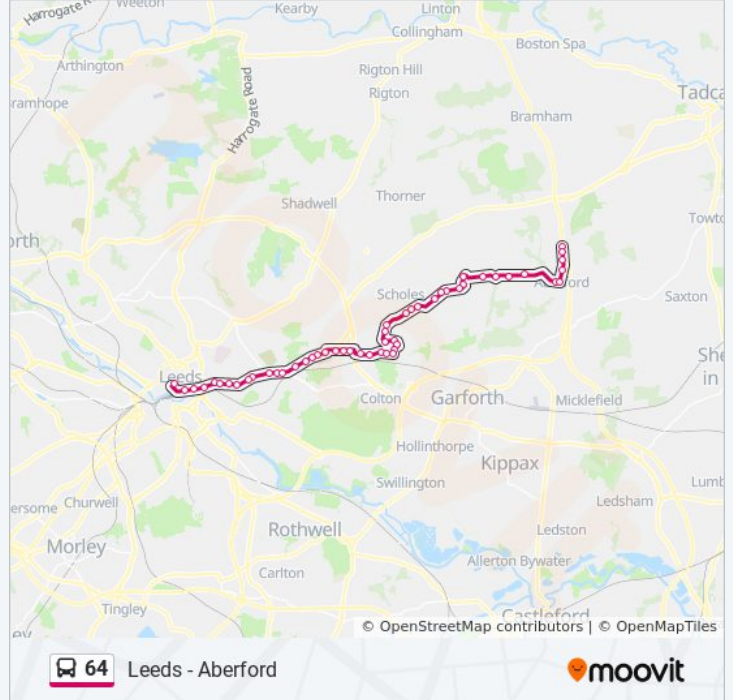 Harrogate R
Weeton
Kearby
Linton
Collingham
Boston Spa
Arthington
Rigton Hill
Rigton
Tadca
ramhope
Harrogate Road
Bramham
Thorner
Shadwell
Towto
orth
Scholes
Saxton
Leeds
She
in
Colton
Garforth
Micklefield
Hollinthorpe
Kippax
Swillington
Lumb
ersome
Churwell
Ledsham
Rothwell
Ledston
Morley
Allerton Bywater
Carlton
Tingley
Castleford
ey
© OpenStreetMap contributors | © OpenMapTiles
64 Leeds - Aberford
moovit